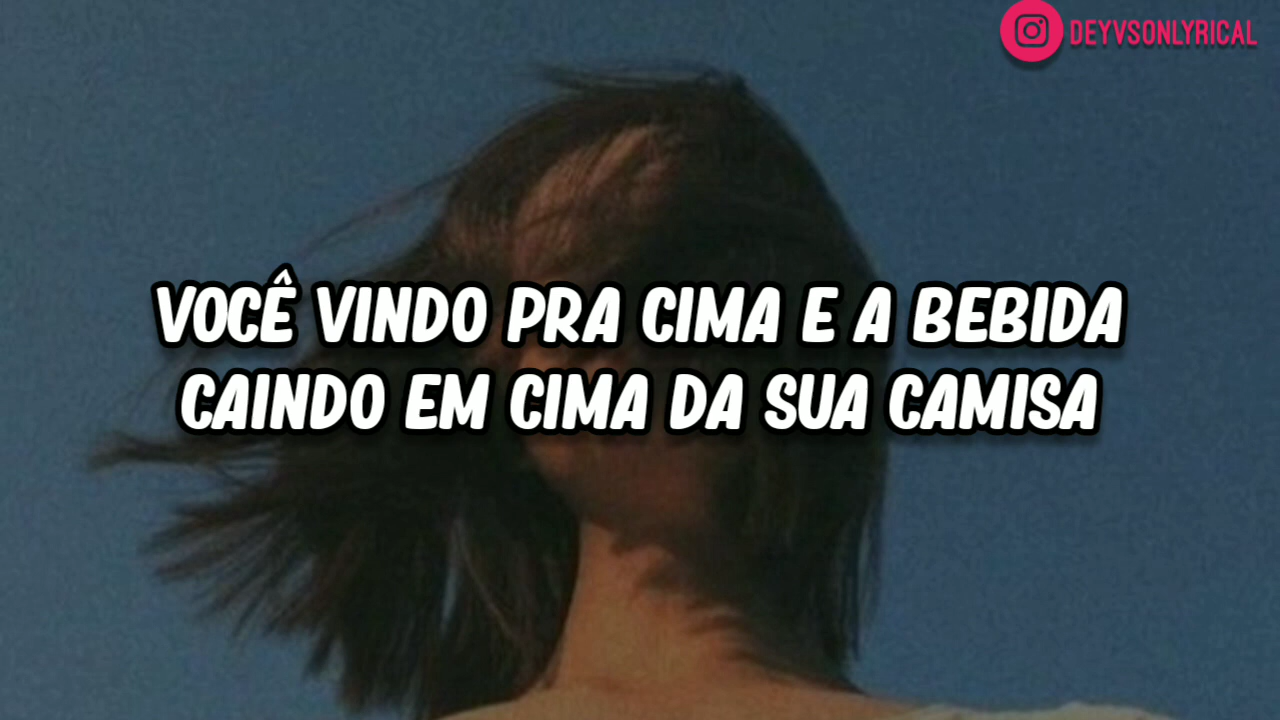 DEYVSONLYRICAL
VOCÊ VINDO PRA CIMA E A BEBIDA
CAINDO EM CIMA DA SUA CAMISA